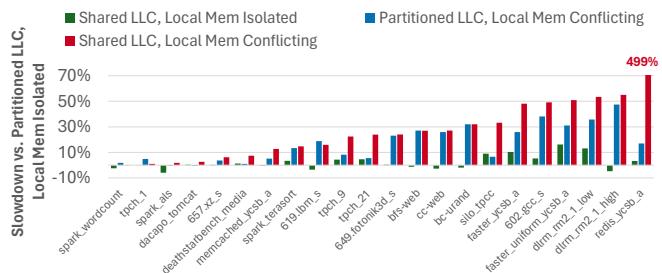 Shared LLC, Local Mem Isolated
Partitioned LLC, Local Mem Conflicting
Shared LLC, Local Mem Conflicting
499%
Slowdown vs. Partitioned LLC,
Local Mem Isolated
70%
50%
30%
10%
-10%
spark_wordcount
tpch_1
spark_als
dacapo_tomcat
657-xz_s
deathstarbench_media
memcached_ycsb_a
spark_terasort
619.lbm_s
tpch_9
tpch_21
649.fotonik3d_s
bfs-web
cc-web
bc-urand
silo_tpcc
faster_ycsb_a
602-gcc_s
faster_uniform_ycsb_a
dlrm_rm2_1_low
dlrm_rm2_1_high
redis_ycsb_a